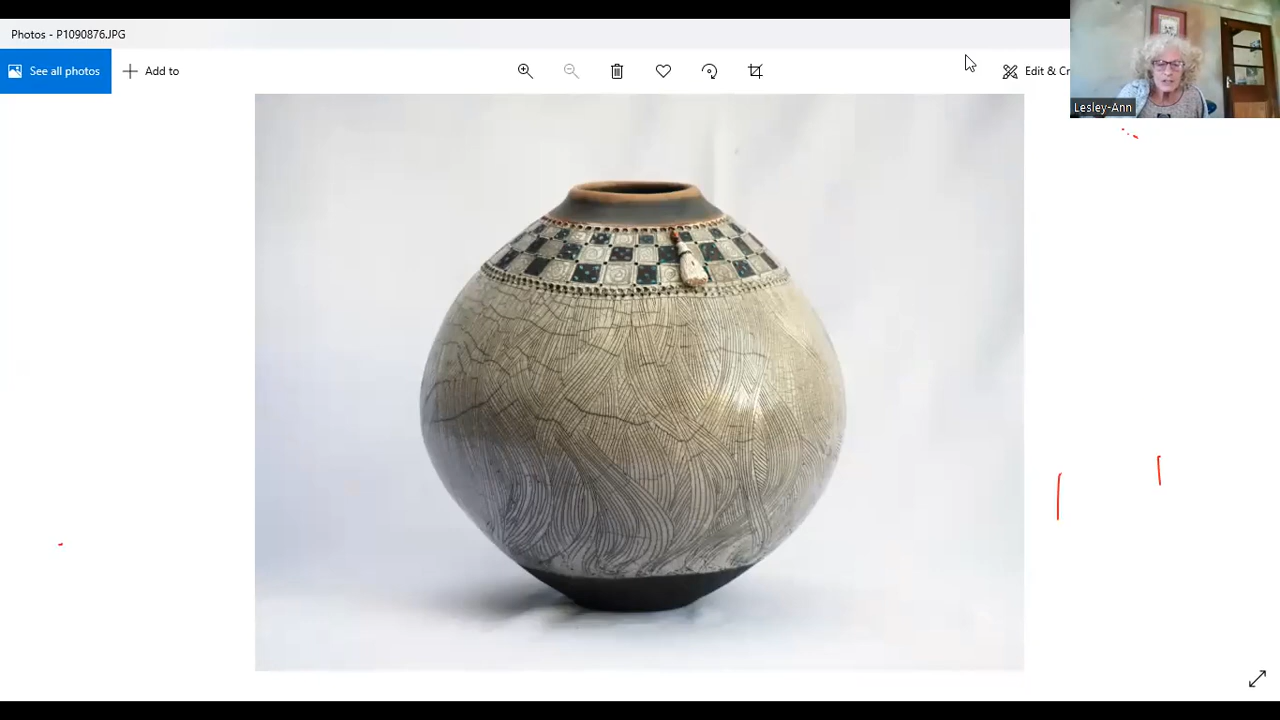 Photos - P1090876.JPG
See all photos
Add to
Edit & Cr
Lesley-Ann